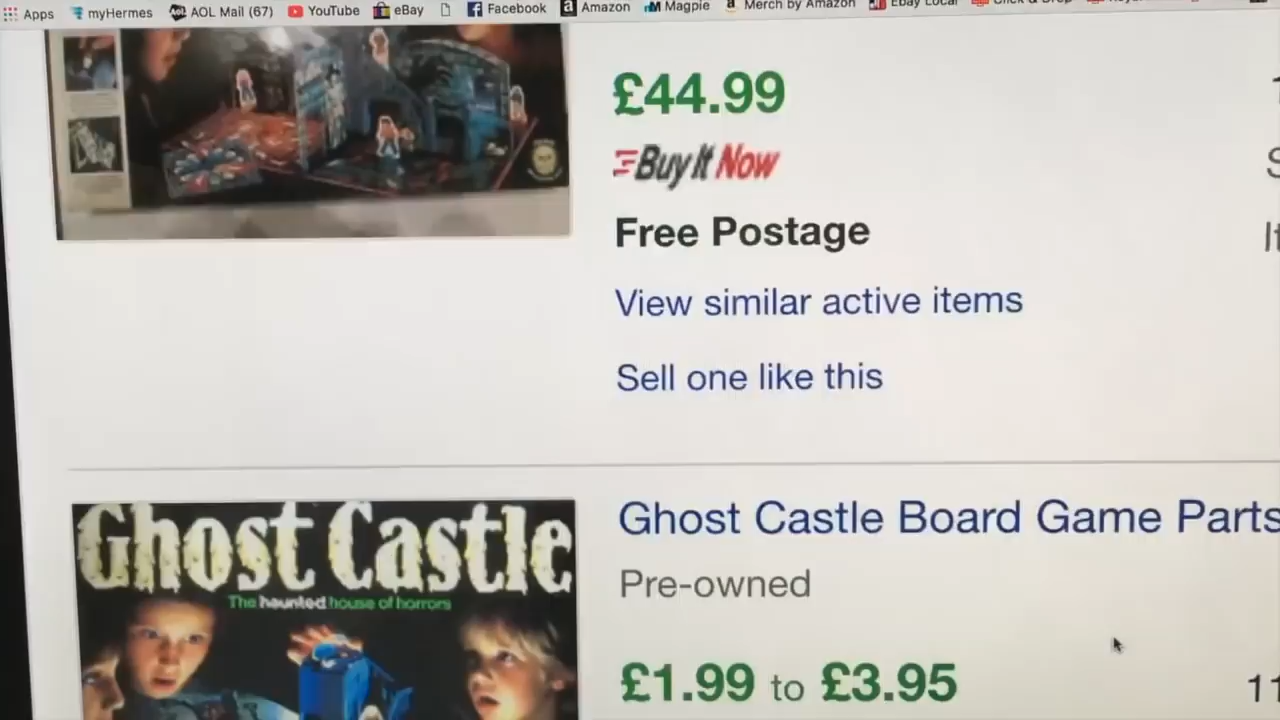 Apps myHermes AOL Mail (67) YouTube eBay Facebook Amazon Magpie Merch by Amazon Ebay Local
£44.99
Buy It Now
Free Postage
View similar active items
Sell one like this
Ghost Castle
The haunted house of horrors
Ghost Castle Board Game Parts
Pre-owned
£1.99 to £3.95
11